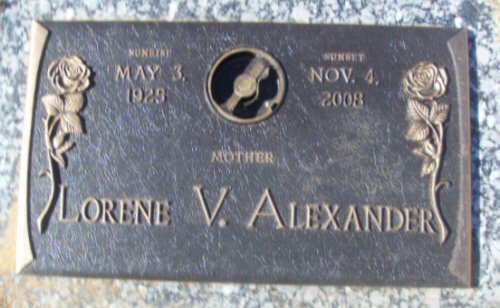 SUNRISE SUNSET
MAY 3, NOV. 4,
1925 2008
MOTHER
LORENE V. ALEXANDER